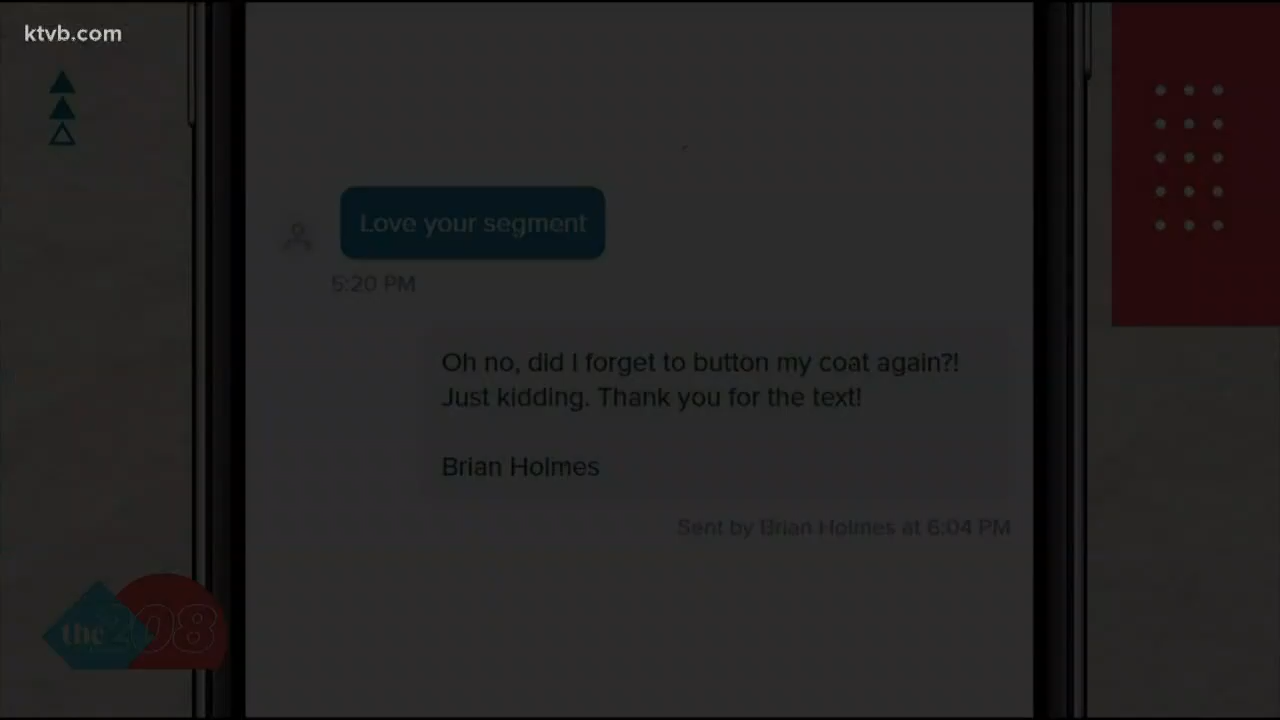 ktvb.com
Love your segment
5:20 PM
Oh no, did I forget to button my coat again?!
Just kidding. Thank you for the text!
Brian Holmes
Sent by Brian Holmes at 6:04 PM
the 208